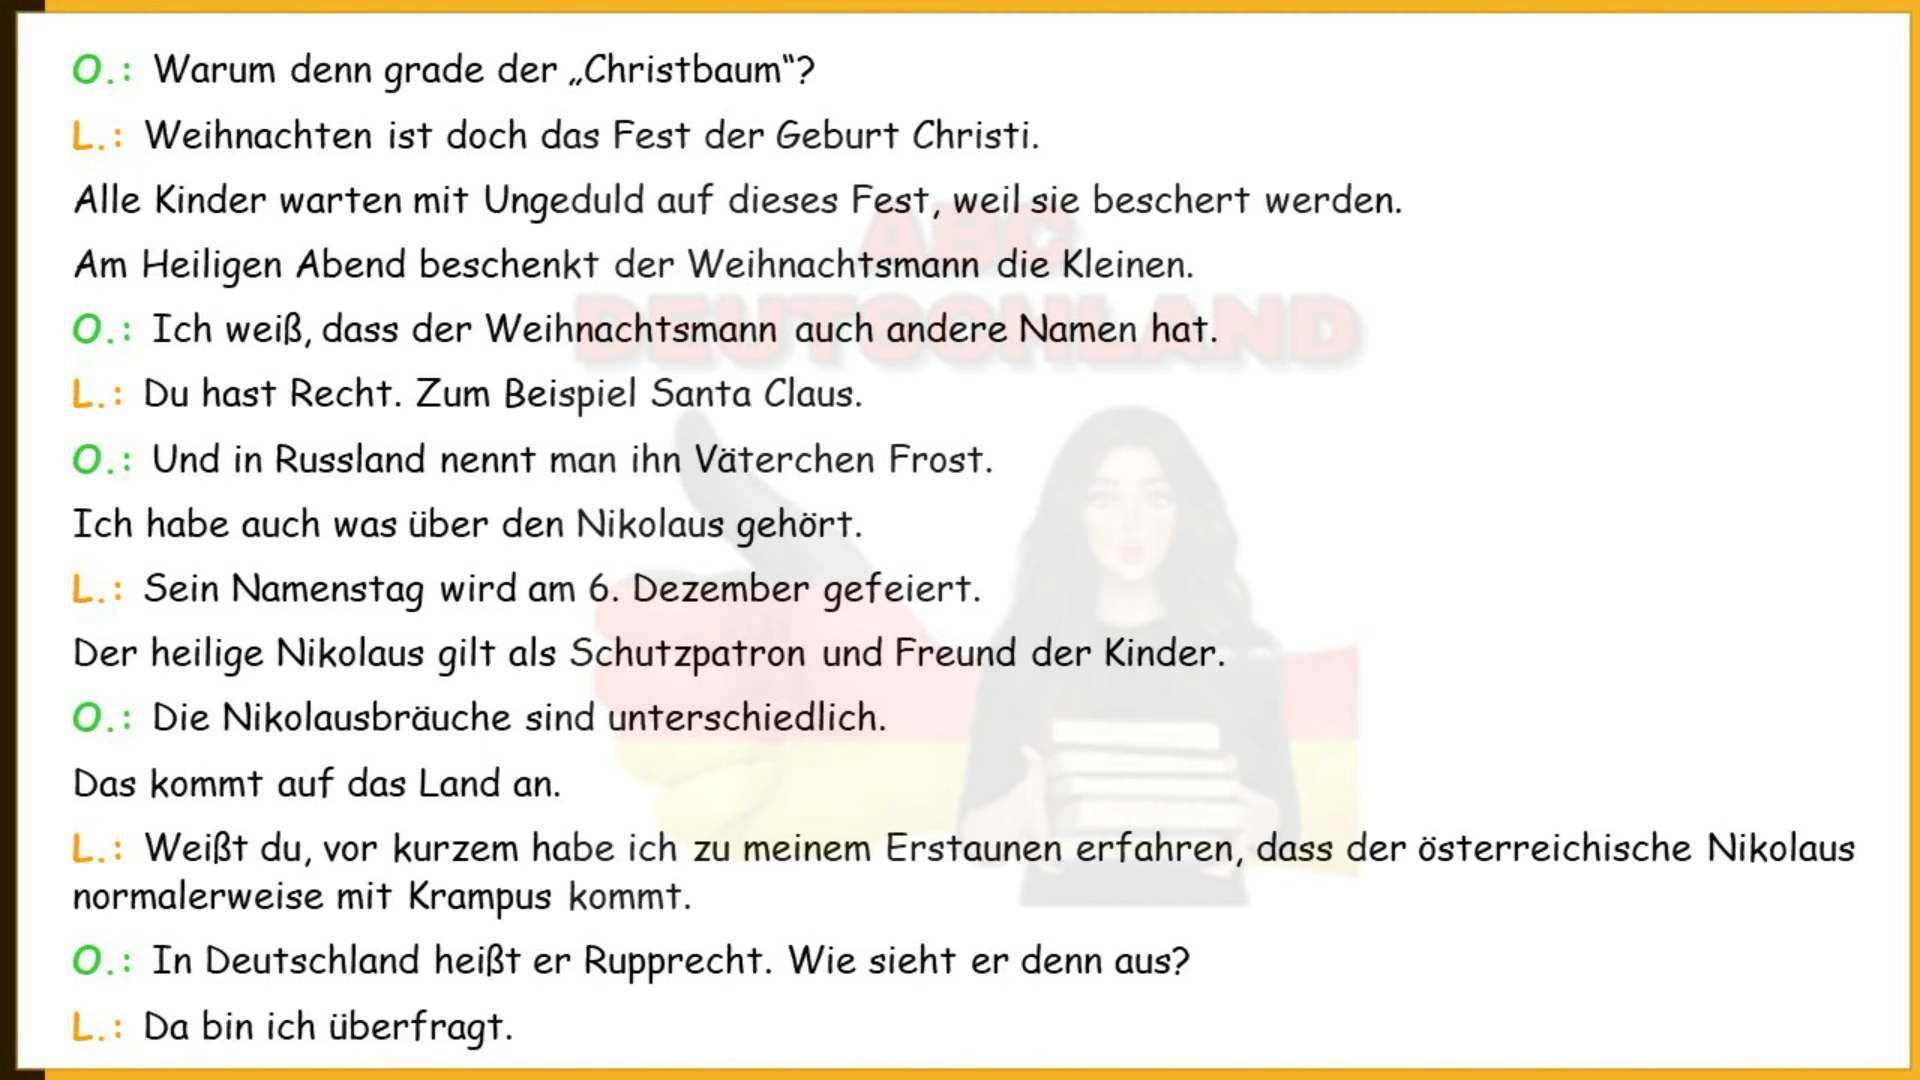 O.: Warum denn grade der „Christbaum“?
L.: Weihnachten ist doch das Fest der Geburt Christi.
Alle Kinder warten mit Ungeduld auf dieses Fest, weil sie beschert werden.
Am Heiligen Abend beschenkt der Weihnachtsmann die Kleinen.
ABC
DEUTSCHLAND
O.: Ich weiß, dass der Weihnachtsmann auch andere Namen hat.
L.: Du hast Recht. Zum Beispiel Santa Claus.
O.: Und in Russland nennt man ihn Väterchen Frost.
Ich habe auch was über den Nikolaus gehört.
L.: Sein Namenstag wird am 6. Dezember gefeiert.
Der heilige Nikolaus gilt als Schutzpatron und Freund der Kinder.
O.: Die Nikolausbräuche sind unterschiedlich.
Das kommt auf das Land an.
L.: Weißt du, vor kurzem habe ich zu meinem Erstaunen erfahren, dass der österreichische Nikolaus
normalerweise mit Krampus kommt.
O.: In Deutschland heißt er Rupprecht. Wie sieht er denn aus?
L.: Da bin ich überfragt.